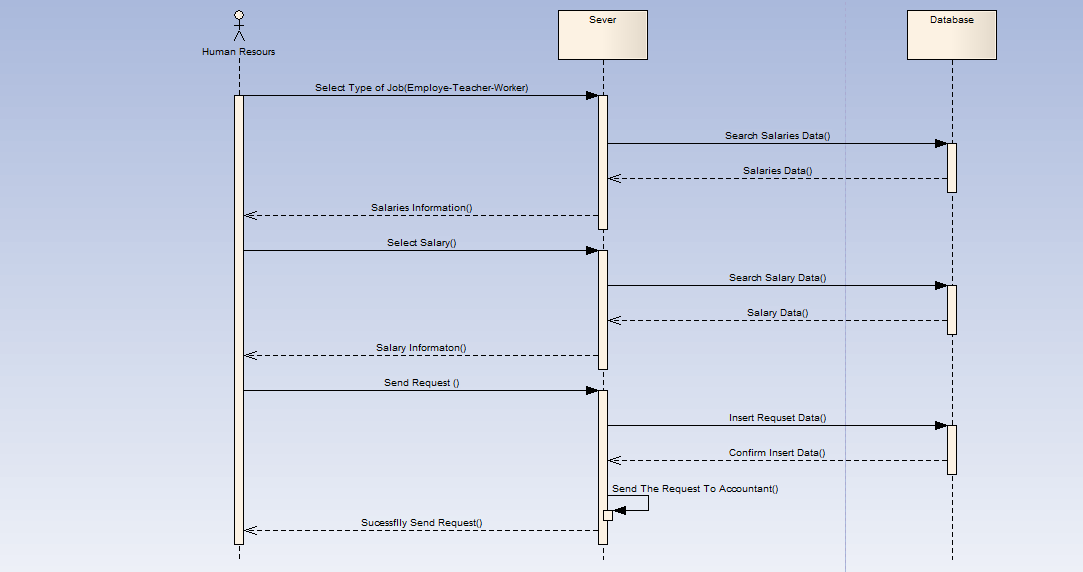 Human Resours
Sever
Database
Select Type of Job(Employe-Teacher-Worker)
Search Salaries Data()
Salaries Data()
Salaries Information()
Select Salary()
Search Salary Data()
Salary Data()
Salary Informaton()
Send Request ()
Insert Requset Data()
Confirm Insert Data()
Send The Request To Accountant()
Sucessflly Send Request()